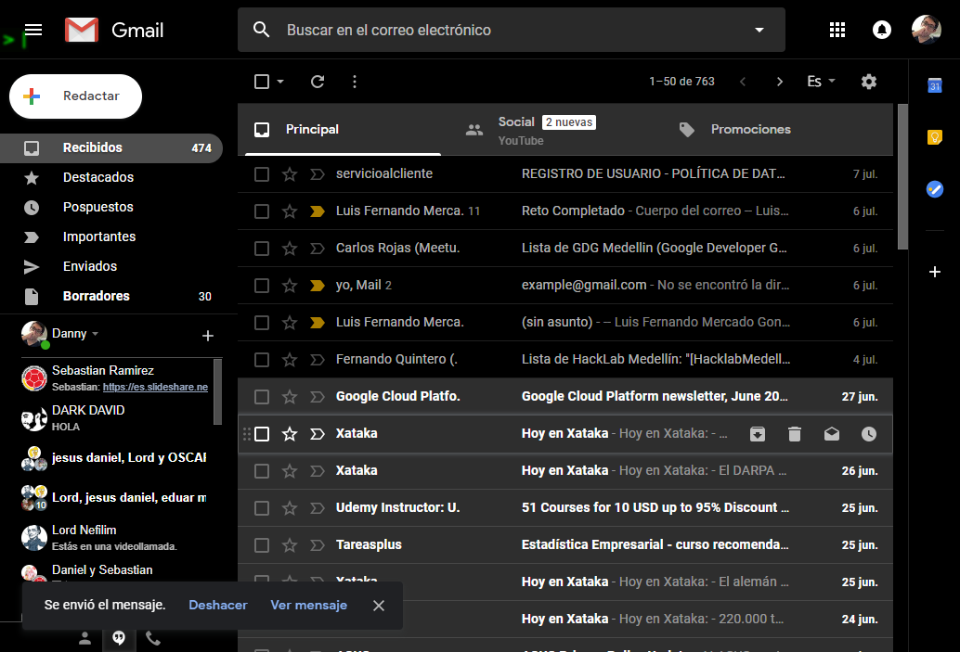 Gmail
Buscar en el correo electrónico
Redactar
1–50 de 763
Es
Recibidos 474
Destacados
Pospuestos
Importantes
Enviados
Borradores 30
Danny
Sebastian Ramirez
Sebastian: https://es.slideshare.ne
DARK DAVID
HOLA
jesus daniel, Lord y OSCAR
Lord, jesus daniel, eduar m
10
Lord Nefilim
Estás en una videollamada.
Daniel y Sebastian
Principal
Social 2 nuevas
YouTube
Promociones
31
servicioalcliente REGISTRO DE USUARIO - POLÍTICA DE DAT… 7 jul.
Luis Fernando Merca. 11 Reto Completado - Cuerpo del correo -- Luis… 6 jul.
Carlos Rojas (Meetu. Lista de GDG Medellin (Google Developer G… 6 jul.
yo, Mail 2 example@gmail.com - No se encontró la dir… 6 jul.
Luis Fernando Merca. (sin asunto) - -- Luis Fernando Mercado Gon… 6 jul.
Fernando Quintero (. Lista de HackLab Medellín: "[HacklabMedell… 4 jul.
Google Cloud Platfo. Google Cloud Platform newsletter, June 20… 27 jun.
Xataka Hoy en Xataka - Hoy en Xataka: - …
Xataka Hoy en Xataka - Hoy en Xataka: - El DARPA … 26 jun.
Udemy Instructor: U. 51 Courses for 10 USD up to 95% Discount … 25 jun.
Tareasplus Estadística Empresarial - curso recomenda… 25 jun.
Xataka Hoy en Xataka - Hoy en Xataka: - El alemán … 25 jun.
Hoy en Xataka - Hoy en Xataka: - 220.000 t… 24 jun.
Se envió el mensaje. Deshacer Ver mensaje